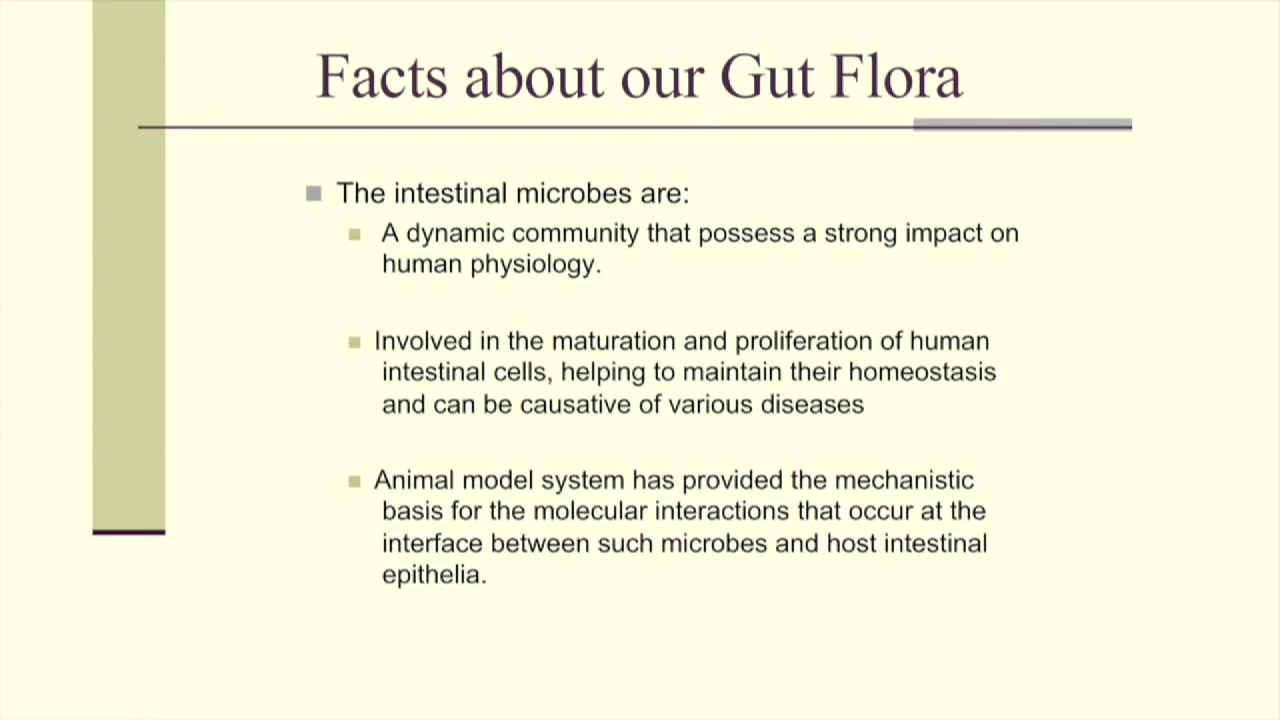 Facts about our Gut Flora
The intestinal microbes are:
A dynamic community that possess a strong impact on
human physiology.
Involved in the maturation and proliferation of human
intestinal cells, helping to maintain their homeostasis
and can be causative of various diseases
Animal model system has provided the mechanistic
basis for the molecular interactions that occur at the
interface between such microbes and host intestinal
epithelia.